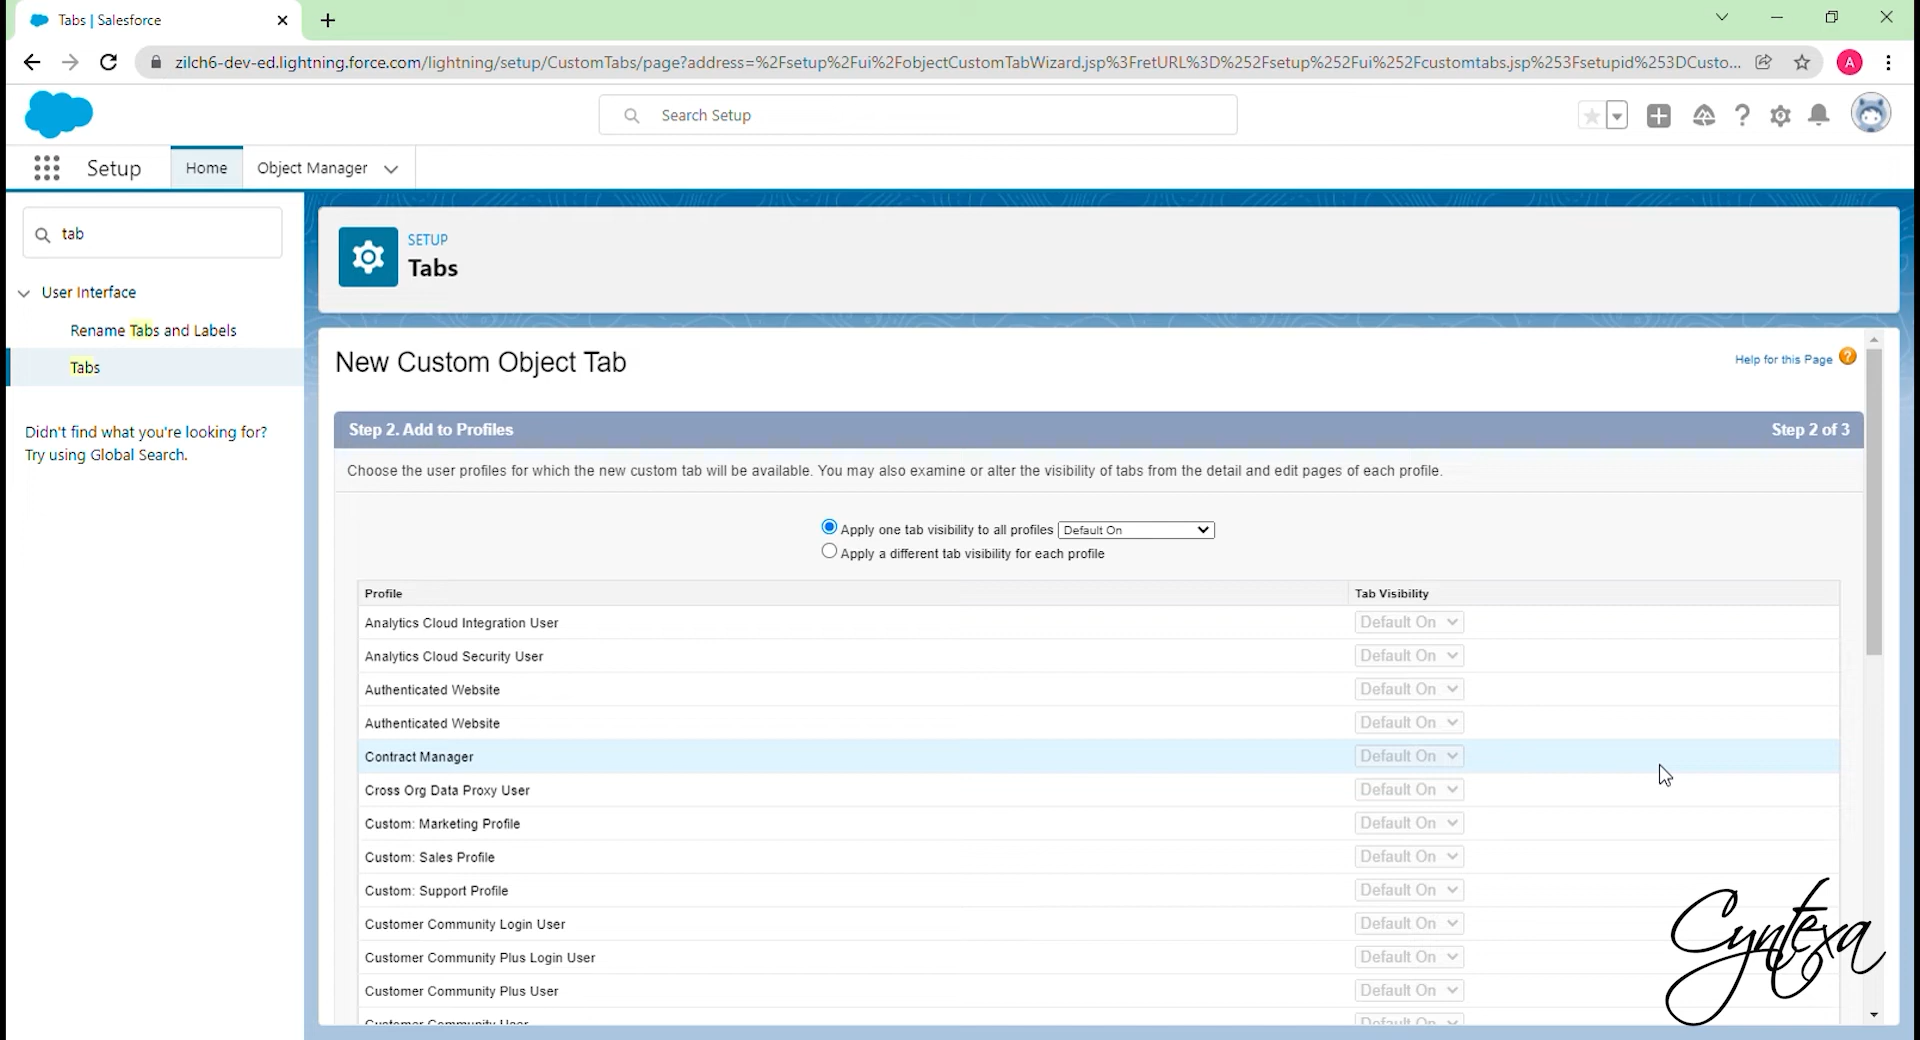 Tabs | Salesforce
zilch6-dev-ed.lightning.force.com/lightning/setup/CustomTabs/page?address=%2Fsetup%2Fui%2FobjectCustomTabWizard.jsp%3FretURL%3D%252Fsetup%252Fui%252Fcustomtabs.jsp%253Fsetupid%253DCusto...
A
Search Setup
Setup
Home
Object Manager
tab
User Interface
Rename Tabs and Labels
Tabs
Didn't find what you're looking for?
Try using Global Search.
SETUP
Tabs
New Custom Object Tab
Help for this Page ?
Step 2. Add to Profiles Step 2 of 3
Choose the user profiles for which the new custom tab will be available. You may also examine or alter the visibility of tabs from the detail and edit pages of each profile.
Apply one tab visibility to all profiles Default On
Apply a different tab visibility for each profile
Profile Tab Visibility
Analytics Cloud Integration User Default On
Analytics Cloud Security User Default On
Authenticated Website Default On
Authenticated Website Default On
Contract Manager Default On
Cross Org Data Proxy User Default On
Custom: Marketing Profile Default On
Custom: Sales Profile Default On
Custom: Support Profile Default On
Customer Community Login User Default On
Customer Community Plus Login User Default On
Customer Community Plus User Default On
Customer Community User Default On
Cyntexa